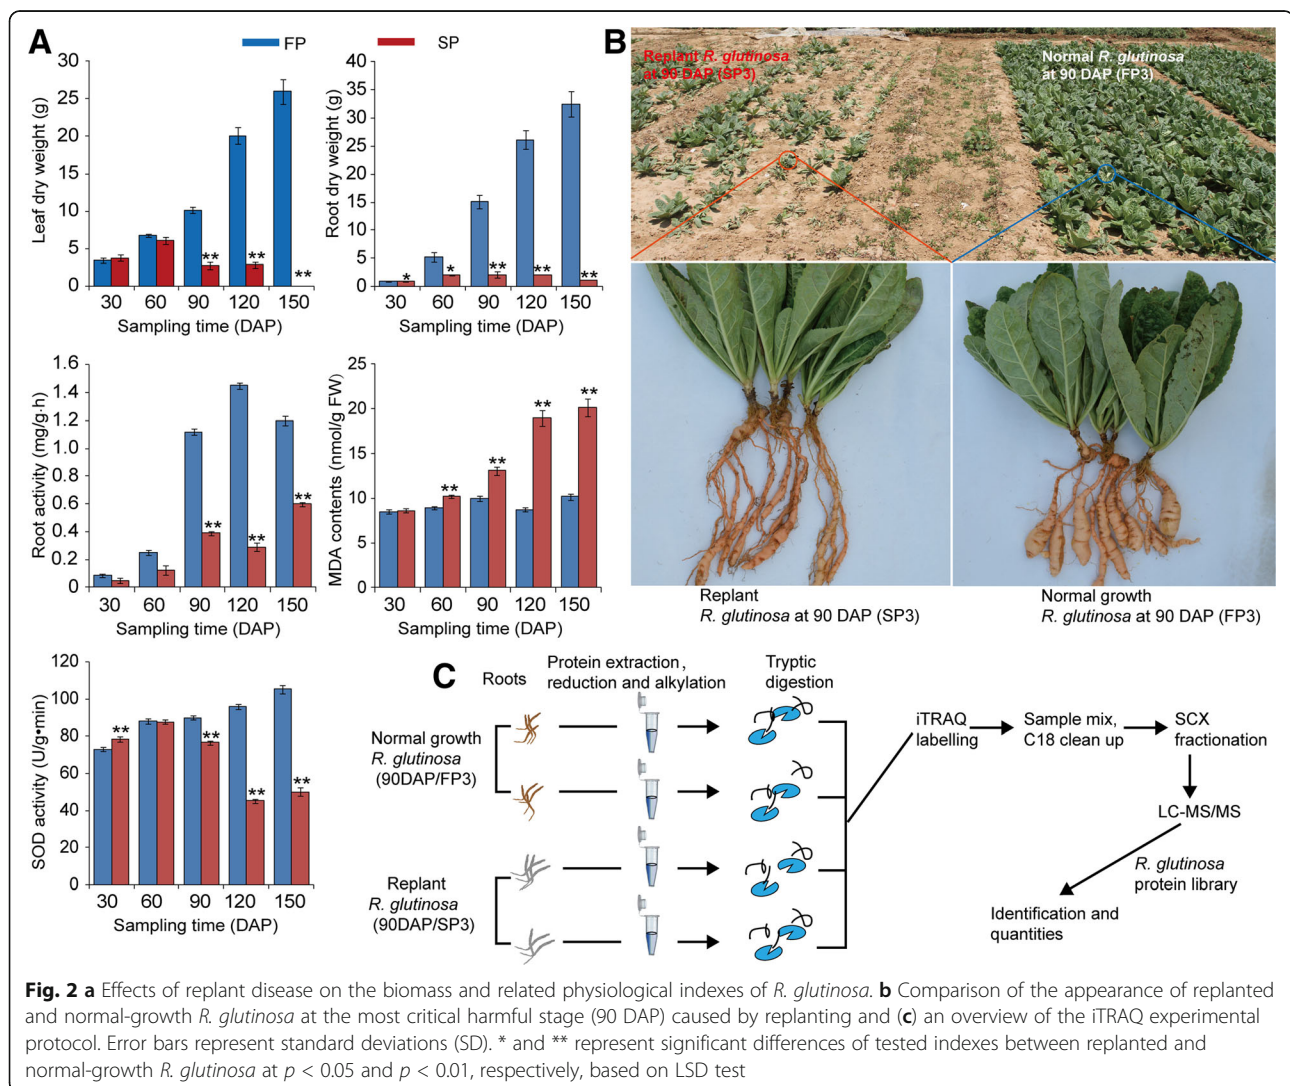 A
FP
SP
Leaf dry weight (g)
30
25
20
15
10
5
0
**
**
**
30 60 90 120 150
Sampling time (DAP)
Root dry weight (g)
40
35
30
25
20
15
10
5
0
*
*
**
**
**
30 60 90 120 150
Sampling time (DAP)
Root activity (mg/g·h)
1.6
1.4
1.2
1.0
0.8
0.6
0.4
0.2
0
**
**
**
30 60 90 120 150
Sampling time (DAP)
MDA contents (nmol/g FW)
25
20
15
10
5
0
**
**
**
**
30 60 90 120 150
Sampling time (DAP)
SOD activity (U/g•min)
120
100
80
60
40
20
0
**
**
**
**
30 60 90 120 150
Sampling time (DAP)
B
Replant R. glutinosa
at 90 DAP (SP3)
Normal R. glutinosa
at 90 DAP (FP3)
Replant
R. glutinosa at 90 DAP (SP3)
Normal growth
R. glutinosa at 90 DAP (FP3)
C
Roots
Protein extraction,
reduction and alkylation
Tryptic
digestion
Normal growth
R. glutinosa
(90DAP/FP3)
Replant
R. glutinosa
(90DAP/SP3)
iTRAQ
labelling
Sample mix,
C18 clean up
SCX
fractionation
LC-MS/MS
R. glutinosa
protein library
Identification and
quantities
Fig. 2 a Effects of replant disease on the biomass and related physiological indexes of R. glutinosa. b Comparison of the appearance of replanted
and normal-growth R. glutinosa at the most critical harmful stage (90 DAP) caused by replanting and (c) an overview of the iTRAQ experimental
protocol. Error bars represent standard deviations (SD). * and ** represent significant differences of tested indexes between replanted and
normal-growth R. glutinosa at p < 0.05 and p < 0.01, respectively, based on LSD test